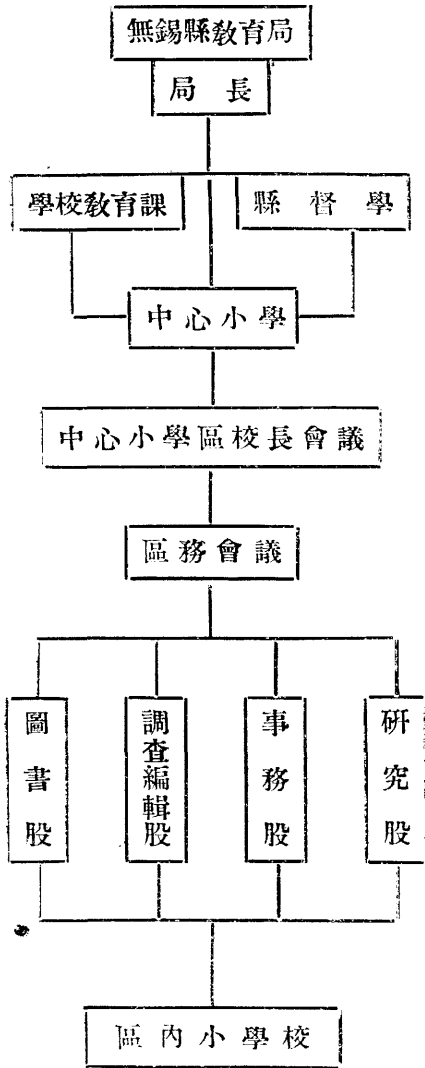 無錫縣敎育局
局長
學校敎育課
縣督學
中心小學
中心小學區校長會議
區務會議
研究股
事務股
調查編輯股
圖書股
區內小學校